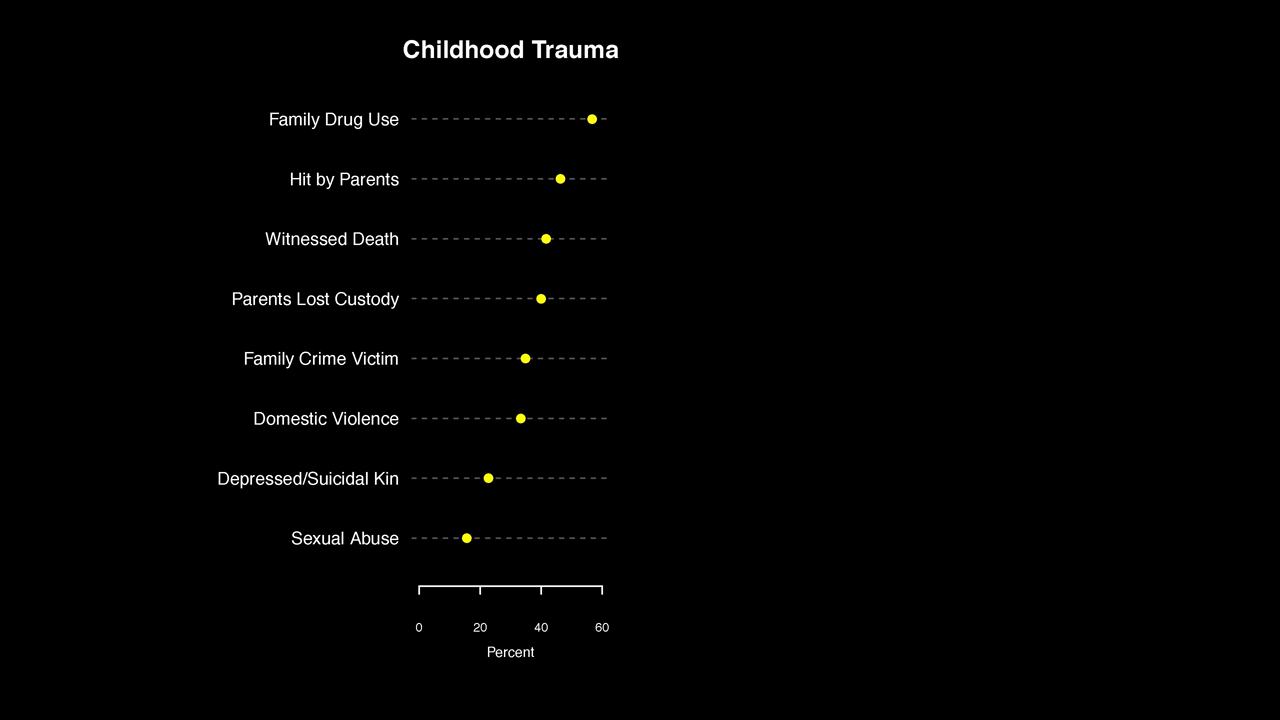 Childhood Trauma
Family Drug Use
Hit by Parents
Witnessed Death
Parents Lost Custody
Family Crime Victim
Domestic Violence
Depressed/Suicidal Kin
Sexual Abuse
0 20 40 60
Percent